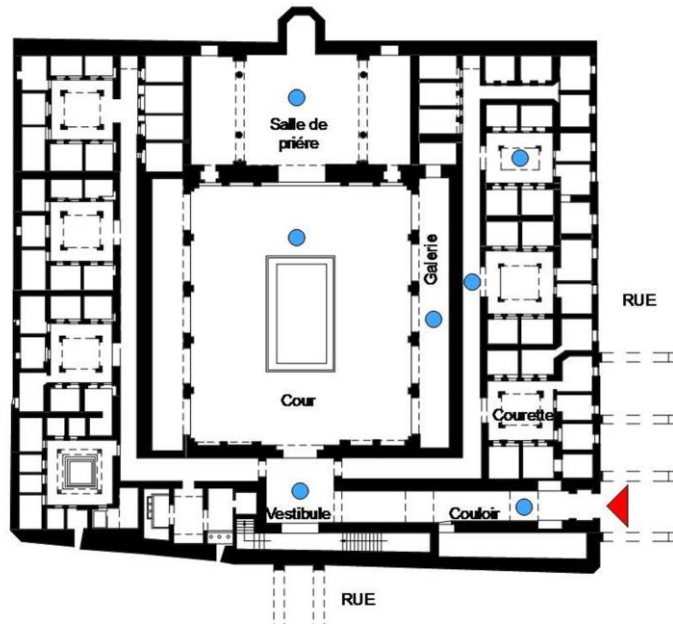 Salle de
priére
Galerie
RUE
Cour
Courette
Vestibule
Couloir
RUE